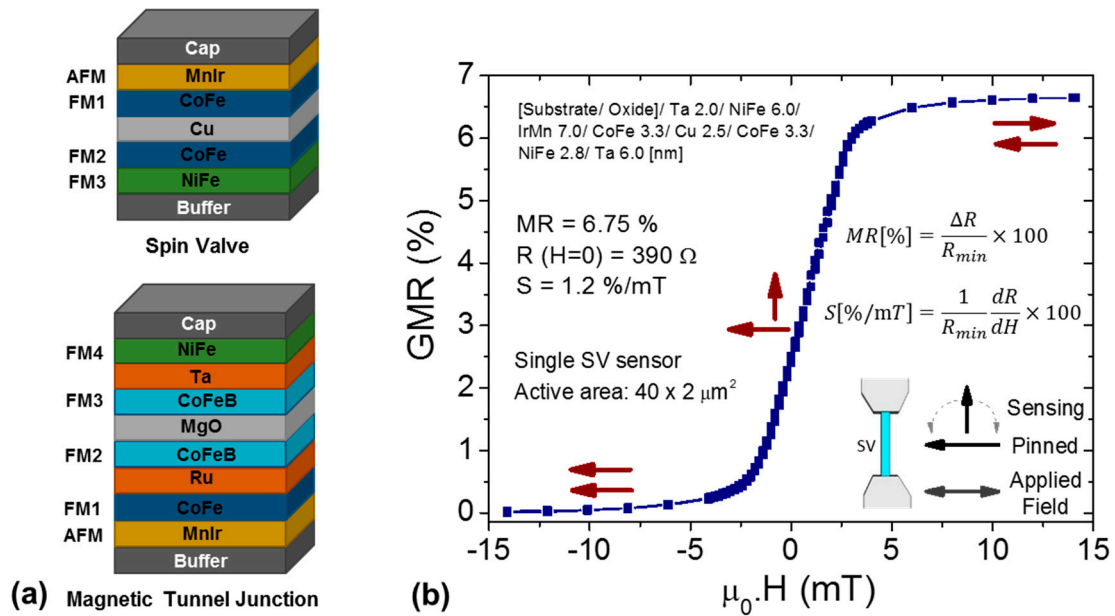 Cap
AFM MnIr
FM1 CoFe
Cu
FM2 CoFe
FM3 NiFe
Buffer
Spin Valve
Cap
FM4 NiFe
Ta
FM3 CoFeB
MgO
FM2 CoFeB
Ru
FM1 CoFe
AFM MnIr
Buffer
(a) Magnetic Tunnel Junction
GMR (%)
7
6
5
4
3
2
1
0
[Substrate/ Oxide]/ Ta 2.0/ NiFe 6.0/
IrMn 7.0/ CoFe 3.3/ Cu 2.5/ CoFe 3.3/
NiFe 2.8/ Ta 6.0 [nm]
MR = 6.75 %
R (H=0) = 390 Ω
S = 1.2 %/mT
MR[%] = ΔR/R_min × 100
S[%/mT] = 1/R_min dR/dH × 100
Single SV sensor
Active area: 40 x 2 μm²
SV
Sensing
Pinned
Applied
Field
-15 -10 -5 0 5 10 15
(b) μ₀.H (mT)